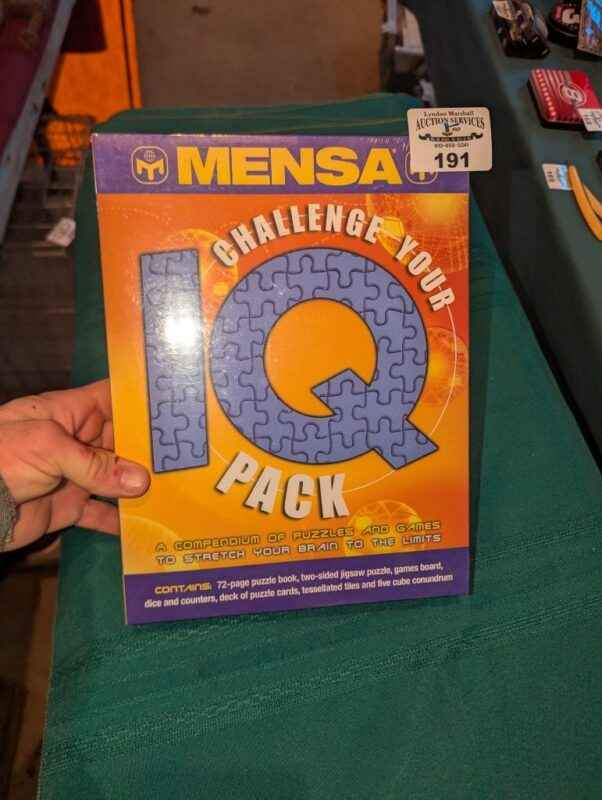 Lyndon Marshall
AUCTION SERVICES
191
MENSA
CHALLENGE YOUR
IQ
PACK
A COMPENDIUM OF PUZZLES AND GAMES
TO STRETCH YOUR BRAIN TO THE LIMITS
CONTAINS: 72-page puzzle book, two-sided jigsaw puzzle, games board,
dice and counters, deck of puzzle cards, tessellated tiles and five cube conundrum